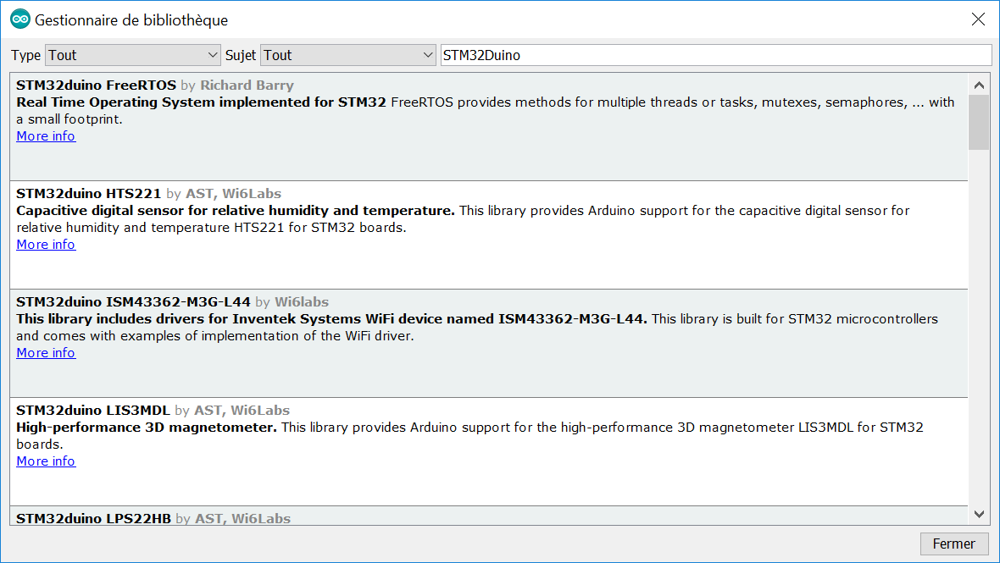 Gestionnaire de bibliothèque
Type Tout Sujet Tout STM32Duino
STM32duino FreeRTOS by Richard Barry
Real Time Operating System implemented for STM32 FreeRTOS provides methods for multiple threads or tasks, mutexes, semaphores, ... with
a small footprint.
More info
STM32duino HTS221 by AST, Wi6Labs
Capacitive digital sensor for relative humidity and temperature. This library provides Arduino support for the capacitive digital sensor for
relative humidity and temperature HTS221 for STM32 boards.
More info
STM32duino ISM43362-M3G-L44 by Wi6labs
This library includes drivers for Inventek Systems WiFi device named ISM43362-M3G-L44. This library is built for STM32 microcontrollers
and comes with examples of implementation of the WiFi driver.
More info
STM32duino LIS3MDL by AST, Wi6Labs
High-performance 3D magnetometer. This library provides Arduino support for the high-performance 3D magnetometer LIS3MDL for STM32
boards.
More info
STM32duino LPS22HB by AST, Wi6Labs
Fermer